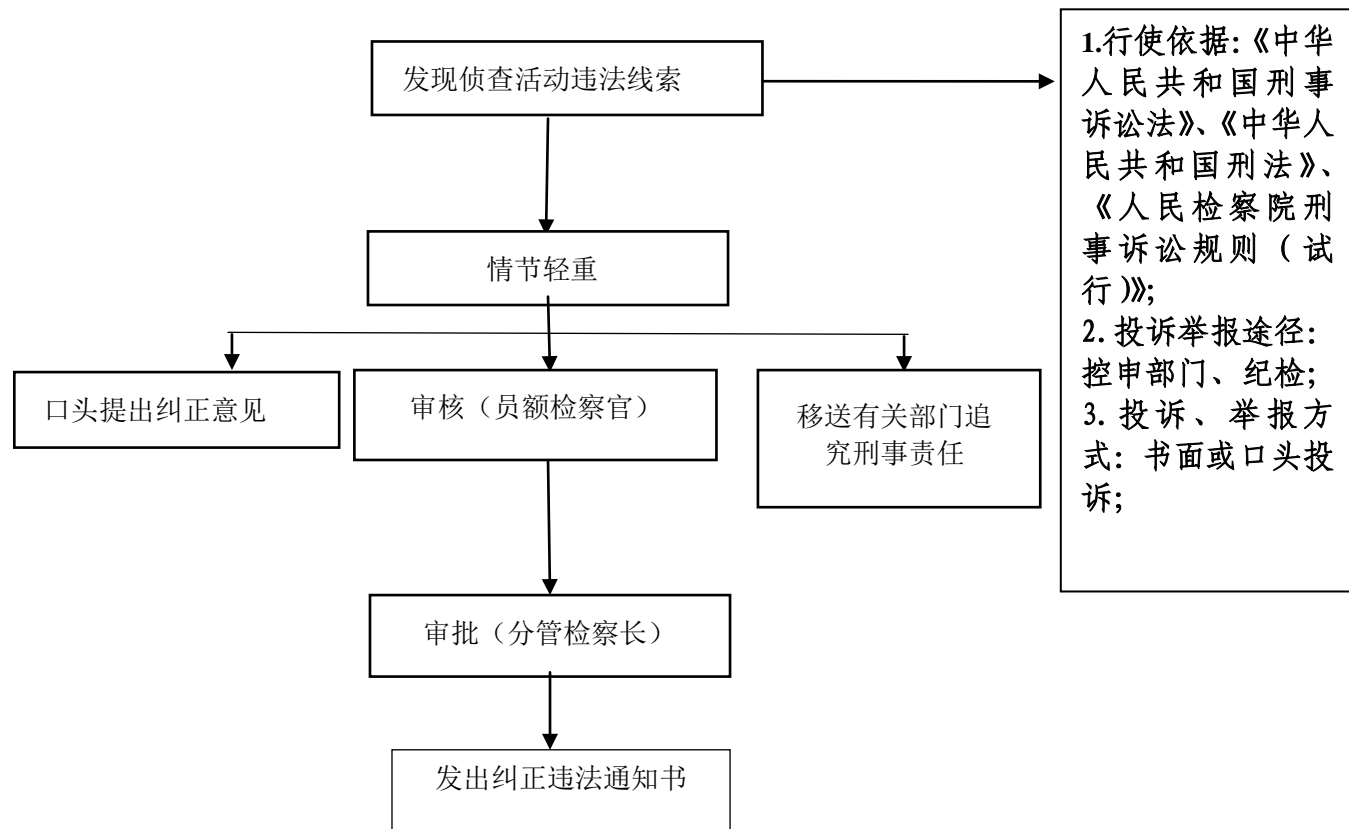 发现侦查活动违法线索
情节轻重
口头提出纠正意见
审核（员额检察官）
移送有关部门追
究刑事责任
审批（分管检察长）
发出纠正违法通知书
1.行使依据:《中华
人民共和国刑事
诉讼法》、《中华人
民共和国刑法》、
《人民检察院刑
事诉讼规则（试
行）》;
2. 投诉举报途径:
控申部门、纪检;
3. 投诉、举报方
式: 书面或口头投
诉;